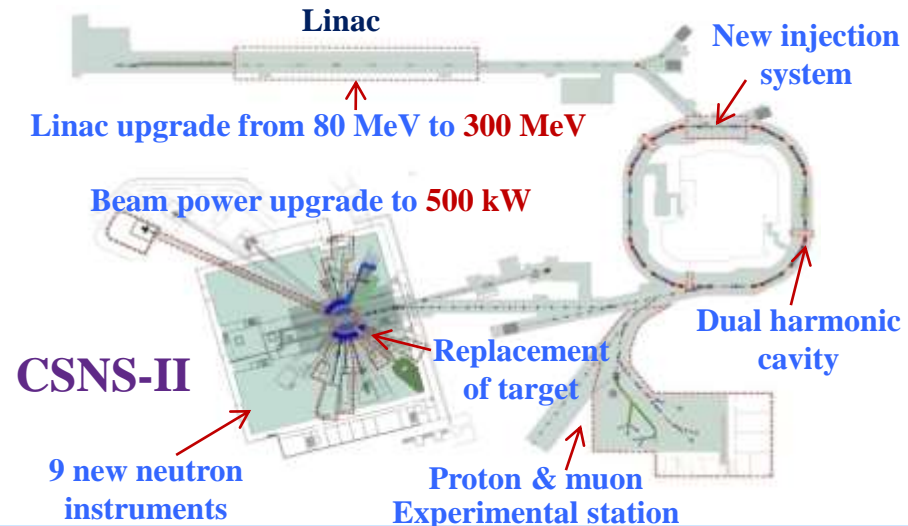 Linac
New injection
system
Linac upgrade from 80 MeV to 300 MeV
Beam power upgrade to 500 kW
Dual harmonic
cavity
Replacement
of target
CSNS-II
9 new neutron
instruments
Proton & muon
Experimental station